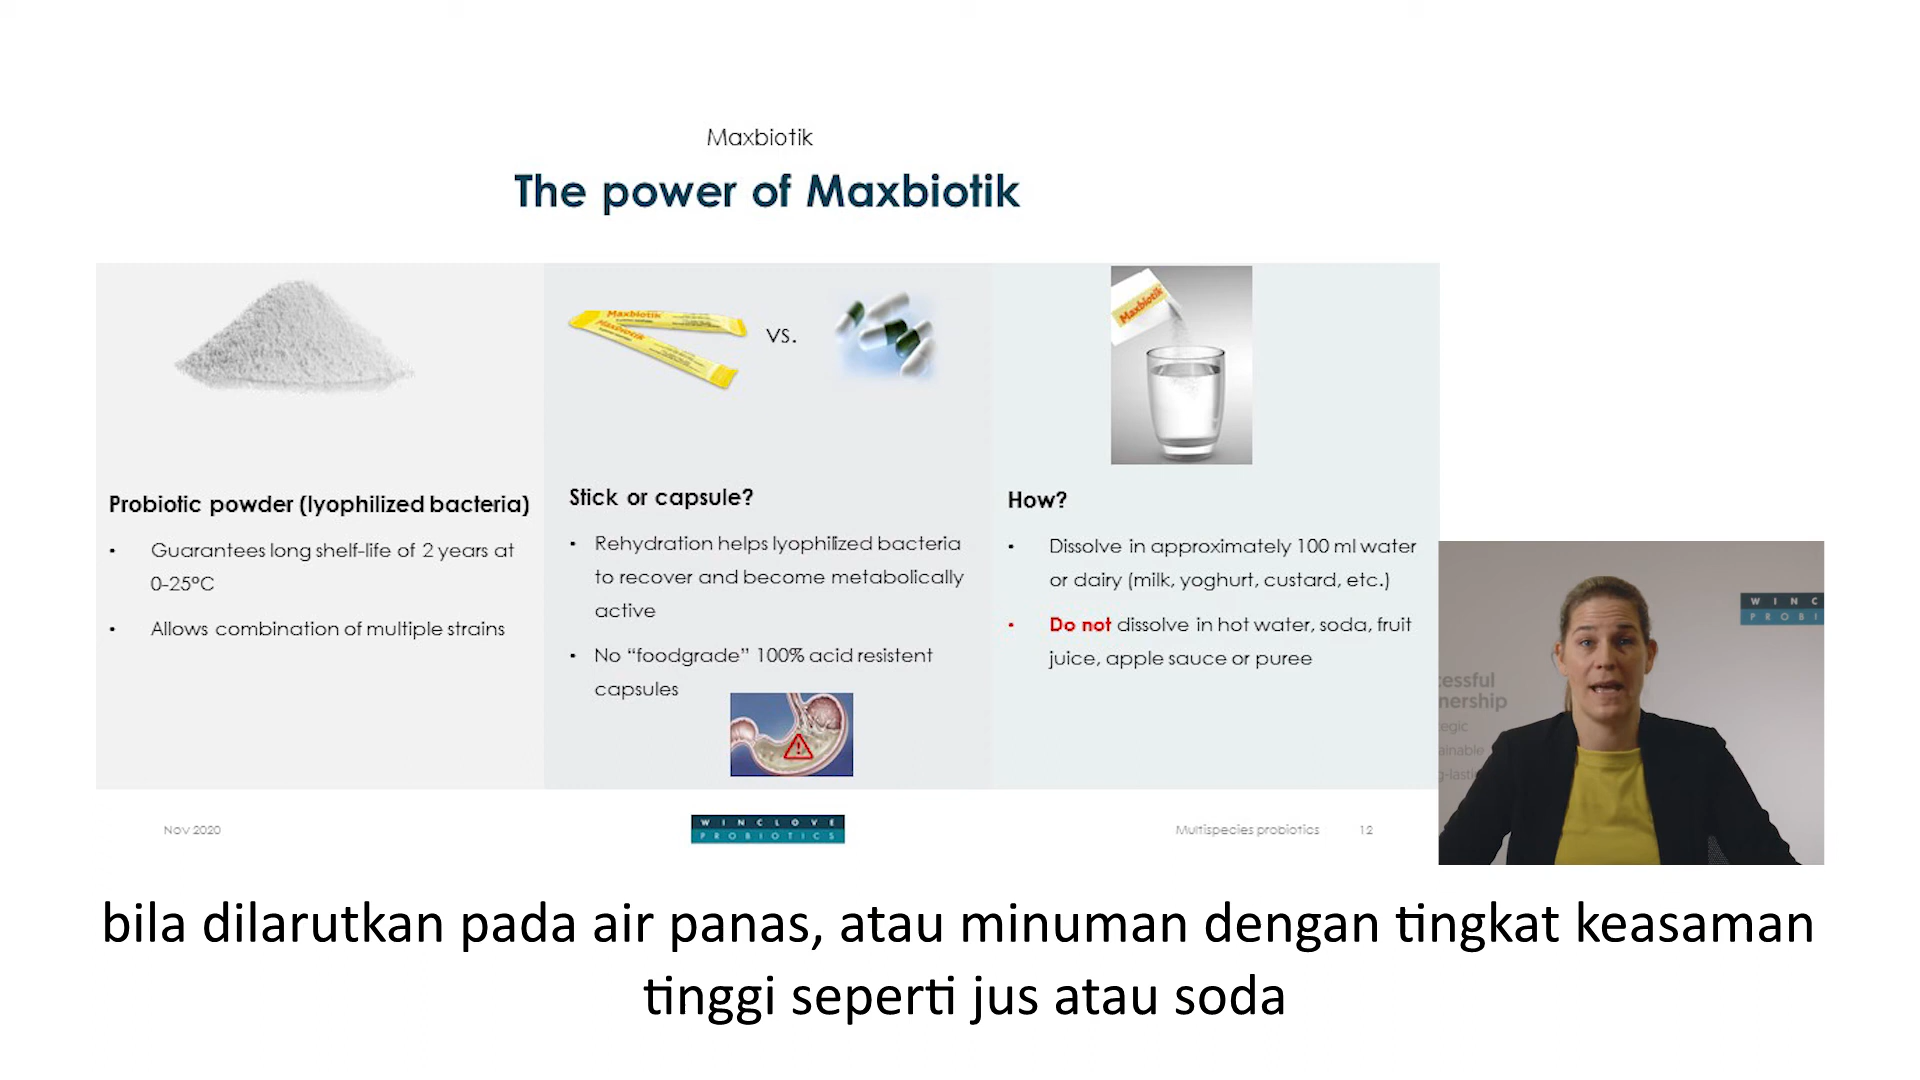 Maxbiotik
The power of Maxbiotik
Maxbiotik
Maxbiotik
vs.
Maxbiotik
Probiotic powder (lyophilized bacteria)
• Guarantees long shelf-life of 2 years at
0-25°C
• Allows combination of multiple strains
Stick or capsule?
• Rehydration helps lyophilized bacteria
to recover and become metabolically
active
• No “foodgrade” 100% acid resistent
capsules
How?
• Dissolve in approximately 100 ml water
or dairy (milk, yoghurt, custard, etc.)
• Do not dissolve in hot water, soda, fruit
juice, apple sauce or puree
WINC
PROBI
essful
nership
egic
ainable
g-lasti
Nov 2020
WINCLOVE
PROBIOTICS
Multispecies probiotics 12
bila dilarutkan pada air panas, atau minuman dengan tingkat keasaman
tinggi seperti jus atau soda